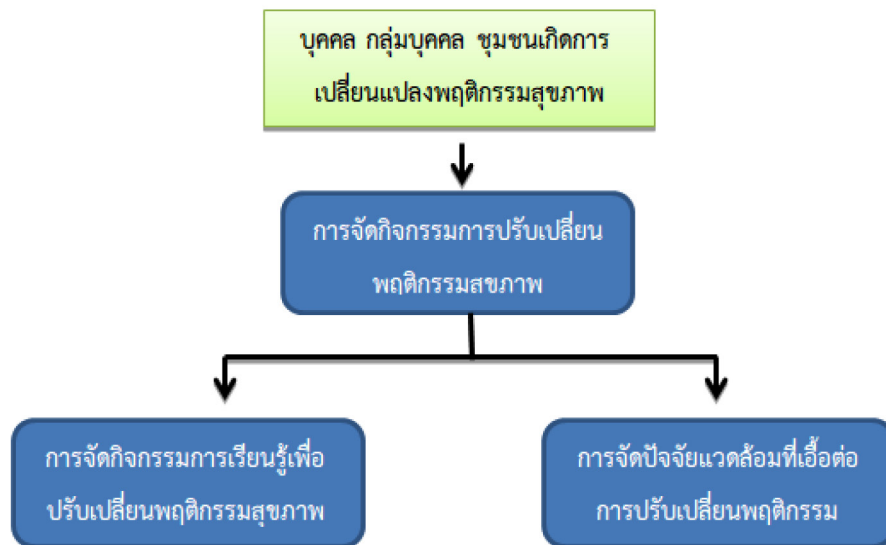 บุคคล กลุ่มบุคคล ชุมชนเกิดการ
เปลี่ยนแปลงพฤติกรรมสุขภาพ
การจัดกิจกรรมการปรับเปลี่ยน
พฤติกรรมสขภาพ
การจัดกิจกรรมการเรียนรู้เพื่อ
ปรับเปลี่ยนพฤติกรรมสุขภาพ
การจัดปัจจัยแวดล้อมที่เอื้อต่อ
การปรับเปลี่ยนพฤติกรรม